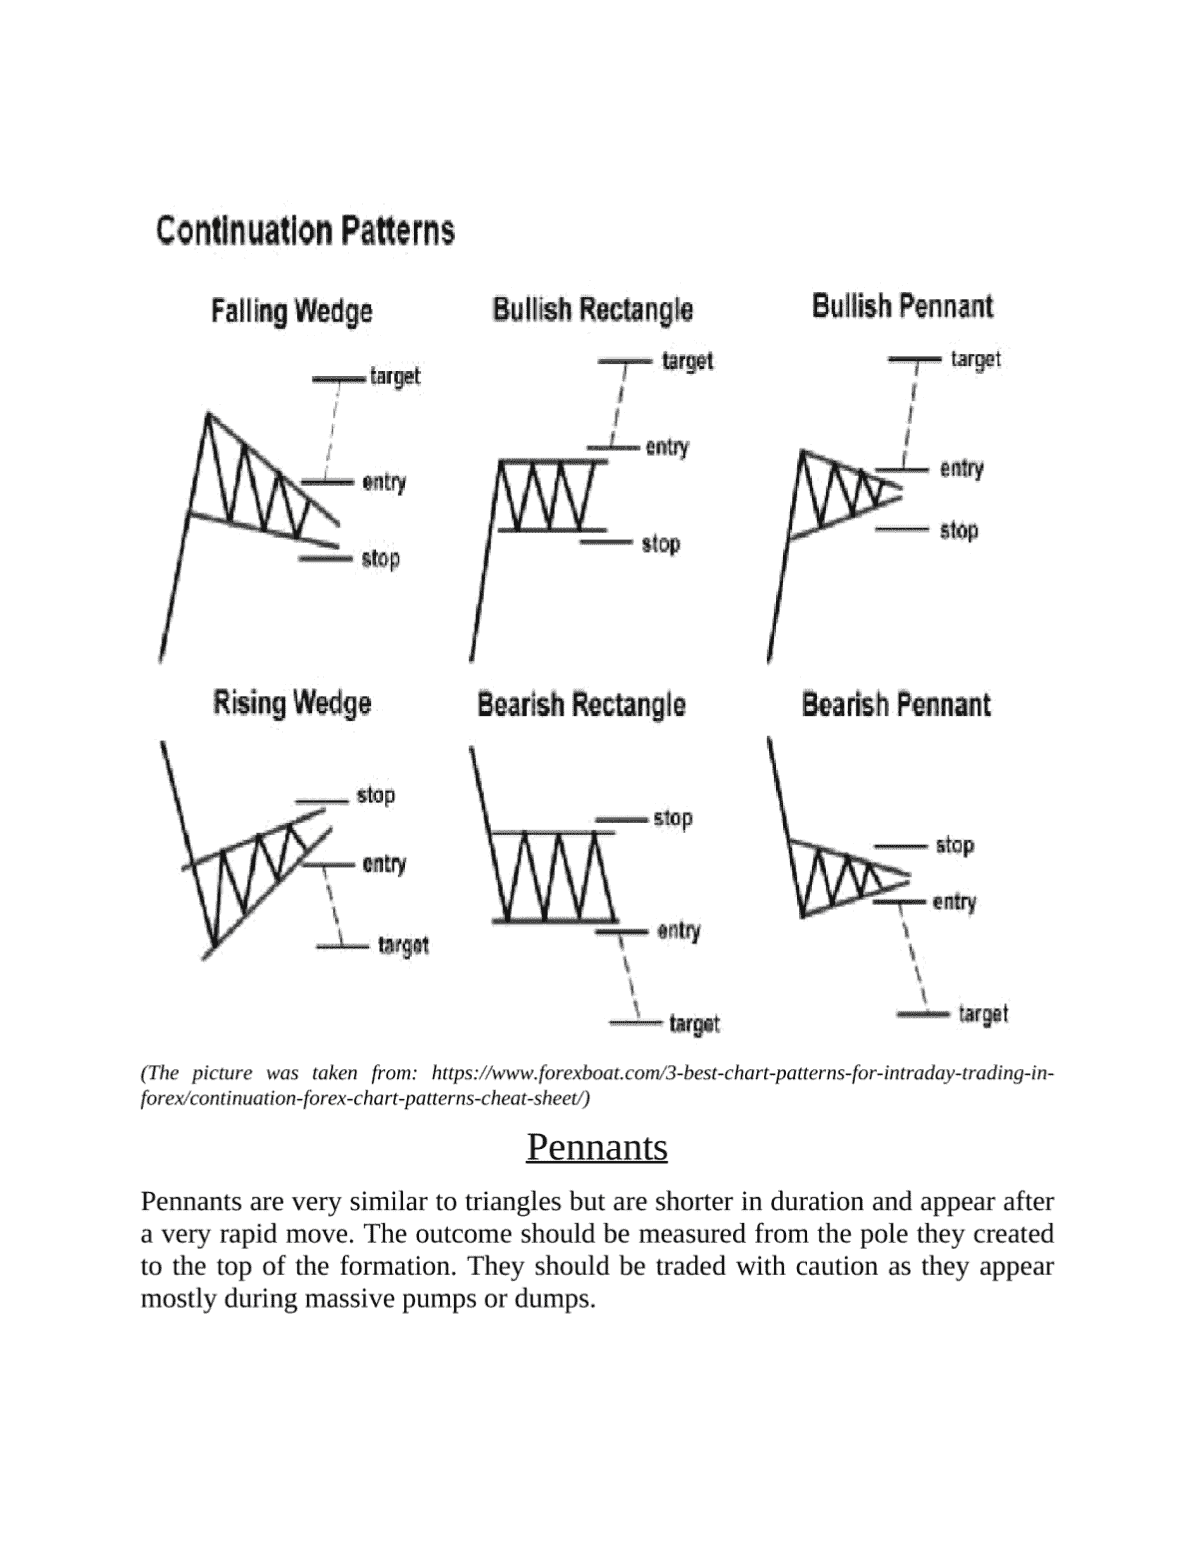 Continuation Patterns
Falling Wedge
Bullish Rectangle
Bullish Pennant
target
target
target
entry
entry
entry
stop
stop
stop
Rising Wedge
Bearish Rectangle
Bearish Pennant
stop
stop
stop
entry
entry
entry
target
target
target
(The picture was taken from: https://www.forexboat.com/3-best-chart-patterns-for-intraday-trading-in-
forex/continuation-forex-chart-patterns-cheat-sheet/)
Pennants
Pennants are very similar to triangles but are shorter in duration and appear after
a very rapid move. The outcome should be measured from the pole they created
to the top of the formation. They should be traded with caution as they appear
mostly during massive pumps or dumps.